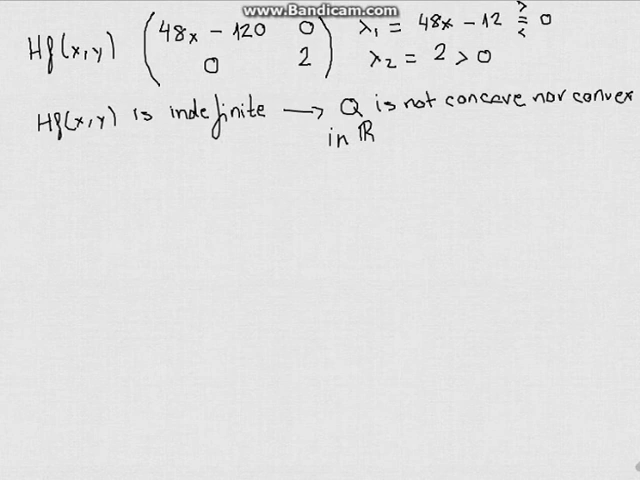 www.Bandicam.com
Hf(x,y) ( 48x - 120 0 ) λ₁ = 48x - 12 > = < 0
0 2 λ₂ = 2 > 0
Hf(x,y) is indefinite → Q is not concave nor convex
in ℝ